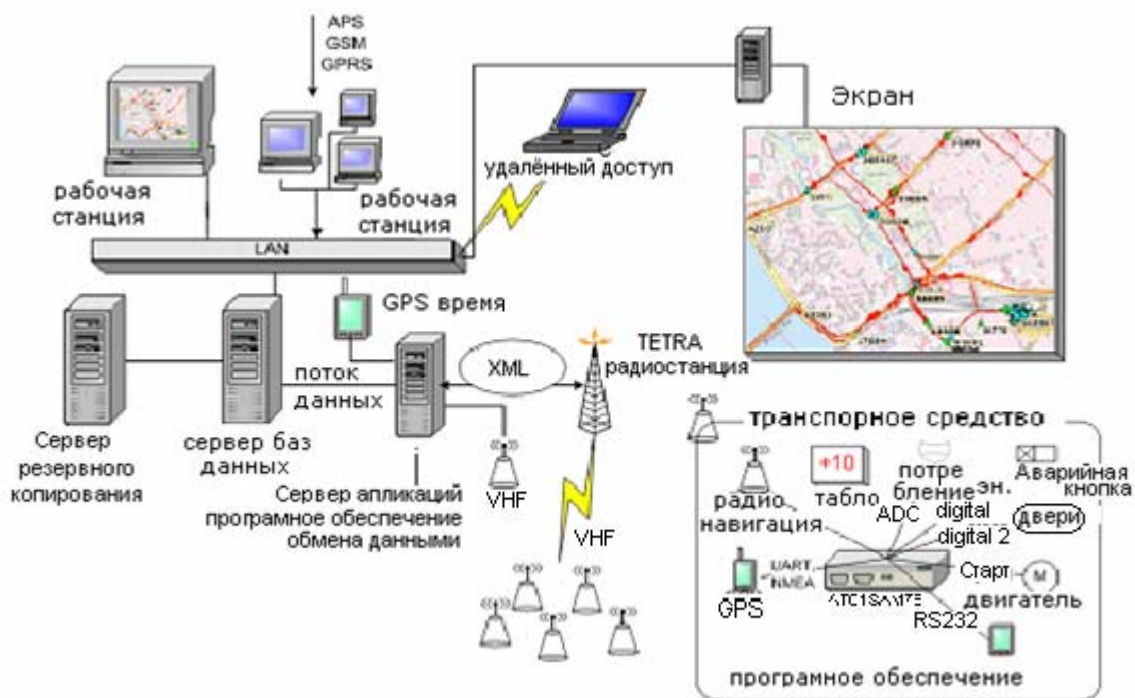 APS
GSM
GPRS
Экран
удалённый доступ
рабочая
станция
рабочая
станция
LAN
GPS время
TETRA
радиостанция
XML
поток
данных
Сервер
резервного
копирования
сервер баз
данных
Сервер апликаций
програмное обеспечение
обмена данными
VHF
VHF
транспорное средство
+10
табло
потре
бление
эн.
Аварийная
кнопка
радио
навигация
ADC
digital
digital 2
двери
UART
NMEA
GPS
Старт
M
двигатель
RS232
програмное обеспечение